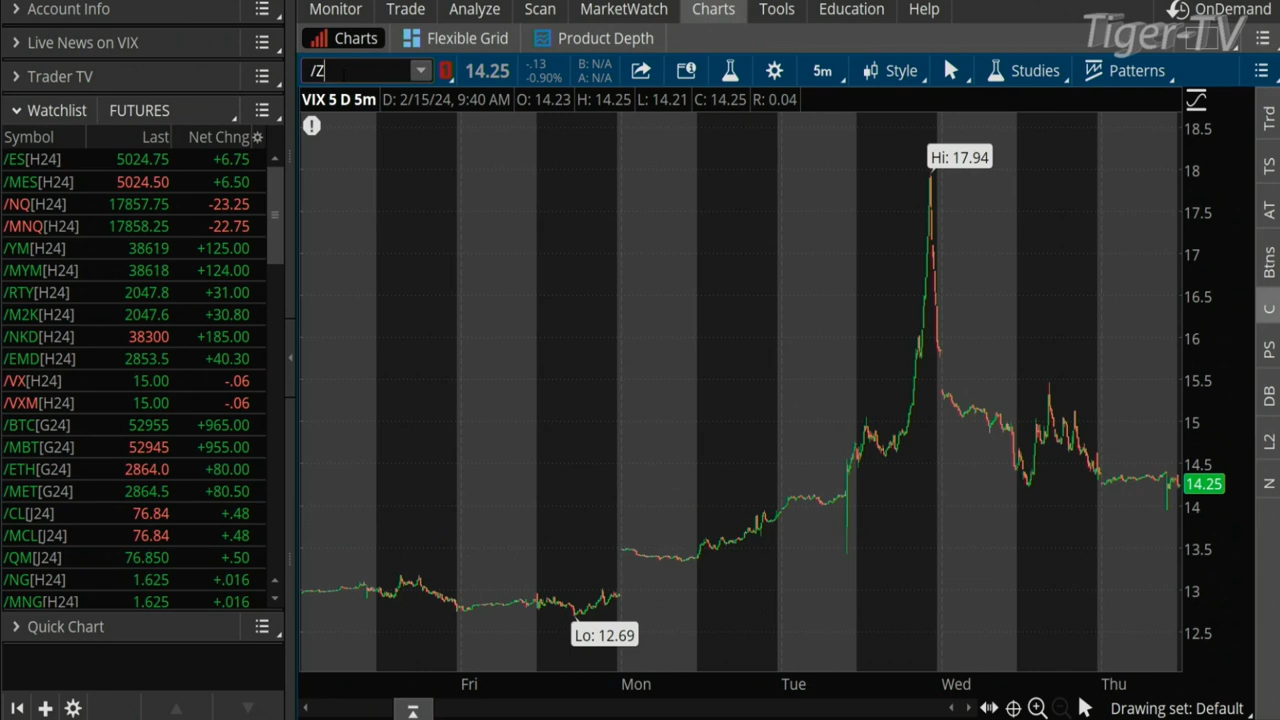 Account Info
Monitor Trade Analyze Scan MarketWatch Charts Tools Education Help OnDemand
Tiger-TV
Live News on VIX
Charts Flexible Grid Product Depth
Trader TV
/Z 14.25 -.13 -0.90% B: N/A A: N/A 5m Style Studies Patterns
Watchlist FUTURES
VIX 5 D 5m D: 2/15/24, 9:40 AM O: 14.23 H: 14.25 L: 14.21 C: 14.25 R: 0.04
Symbol Last Net Chng
/ES[H24] 5024.75 +6.75
/MES[H24] 5024.50 +6.50
/NQ[H24] 17857.75 -23.25
/MNQ[H24] 17858.25 -22.75
/YM[H24] 38619 +125.00
/MYM[H24] 38618 +124.00
/RTY[H24] 2047.8 +31.00
/M2K[H24] 2047.6 +30.80
/NKD[H24] 38300 +185.00
/EMD[H24] 2853.5 +40.30
/VX[H24] 15.00 -.06
/VXM[H24] 15.00 -.06
/BTC[G24] 52955 +965.00
/MBT[G24] 52945 +955.00
/ETH[G24] 2864.0 +80.00
/MET[G24] 2864.5 +80.50
/CL[J24] 76.84 +.48
/MCL[J24] 76.84 +.48
/QM[J24] 76.850 +.50
/NG[H24] 1.625 +.016
/MNG[H24] 1.625 +.016
Quick Chart
Hi: 17.94
Lo: 12.69
18.5
18
17.5
17
16.5
16
15.5
15
14.5
14.25
14
13.5
13
12.5
Fri Mon Tue Wed Thu
Drawing set: Default
Trd
TS
AT
Btns
C
PS
DB
L2
N